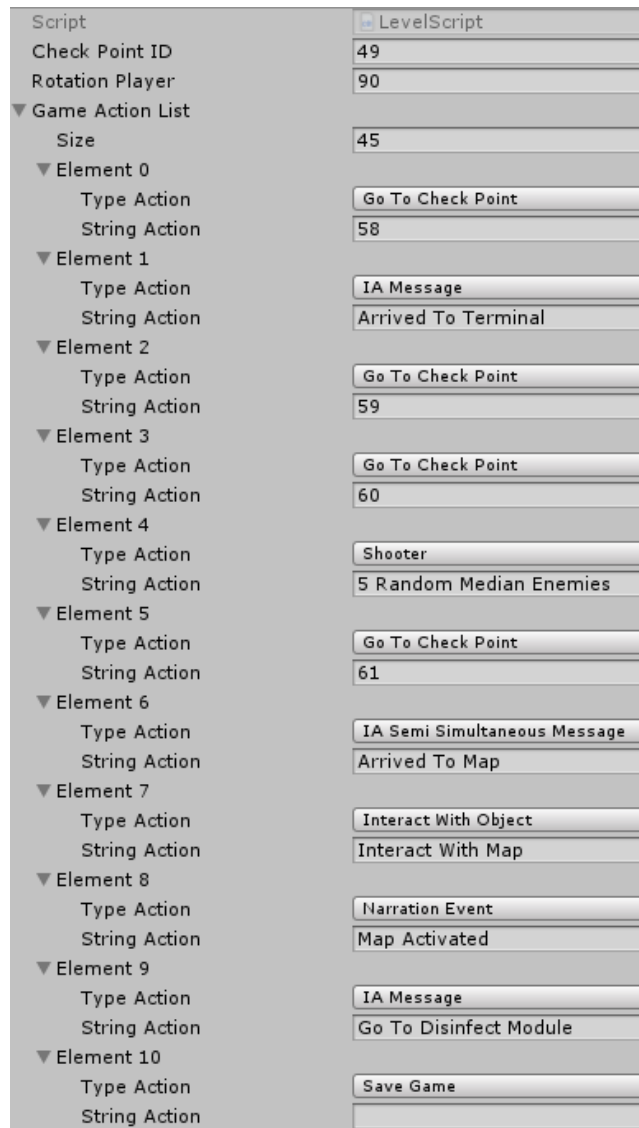 Script LevelScript
Check Point ID 49
Rotation Player 90
Game Action List
Size 45
Element 0
Type Action Go To Check Point
String Action 58
Element 1
Type Action IA Message
String Action Arrived To Terminal
Element 2
Type Action Go To Check Point
String Action 59
Element 3
Type Action Go To Check Point
String Action 60
Element 4
Type Action Shooter
String Action 5 Random Median Enemies
Element 5
Type Action Go To Check Point
String Action 61
Element 6
Type Action IA Semi Simultaneous Message
String Action Arrived To Map
Element 7
Type Action Interact With Object
String Action Interact With Map
Element 8
Type Action Narration Event
String Action Map Activated
Element 9
Type Action IA Message
String Action Go To Disinfect Module
Element 10
Type Action Save Game
String Action